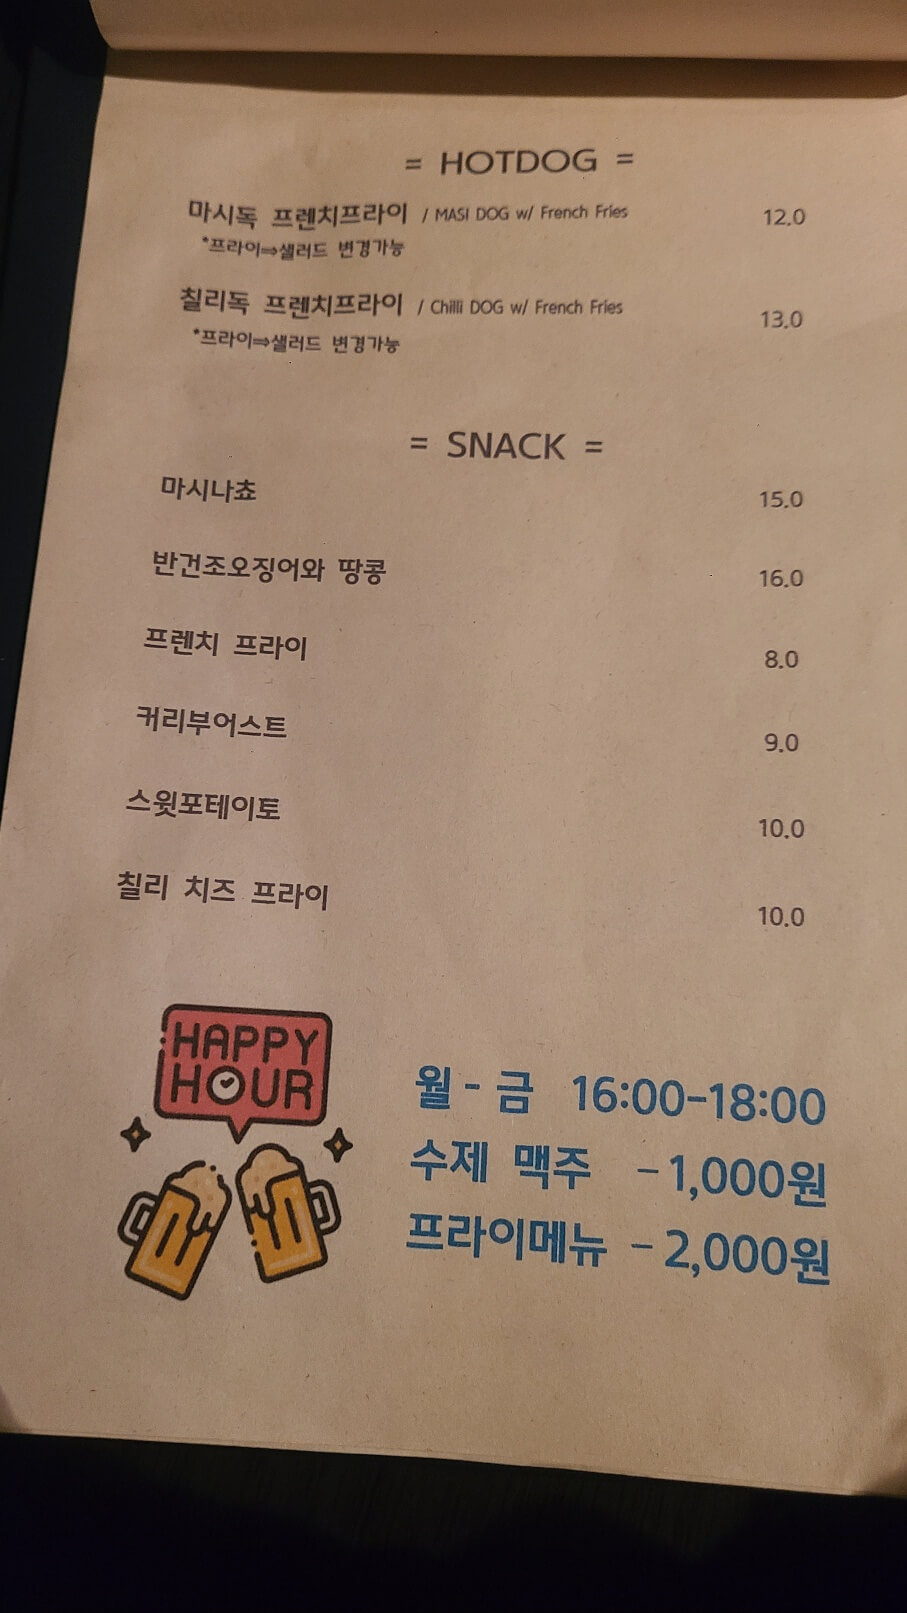 = HOTDOG =
마시독 프렌치프라이 / MASI DOG w/ French Fries 12.0
*프라이⇒샐러드 변경가능
칠리독 프렌치프라이 / Chilli DOG w/ French Fries 13.0
*프라이⇒샐러드 변경가능
= SNACK =
마시나쵸 15.0
반건조오징어와 땅콩 16.0
프렌치 프라이 8.0
커리부어스트 9.0
스윗포테이토 10.0
칠리 치즈 프라이 10.0
HAPPY
HOUR
월- 금 16:00-18:00
수제 맥주 -1,000원
프라이메뉴 -2,000원